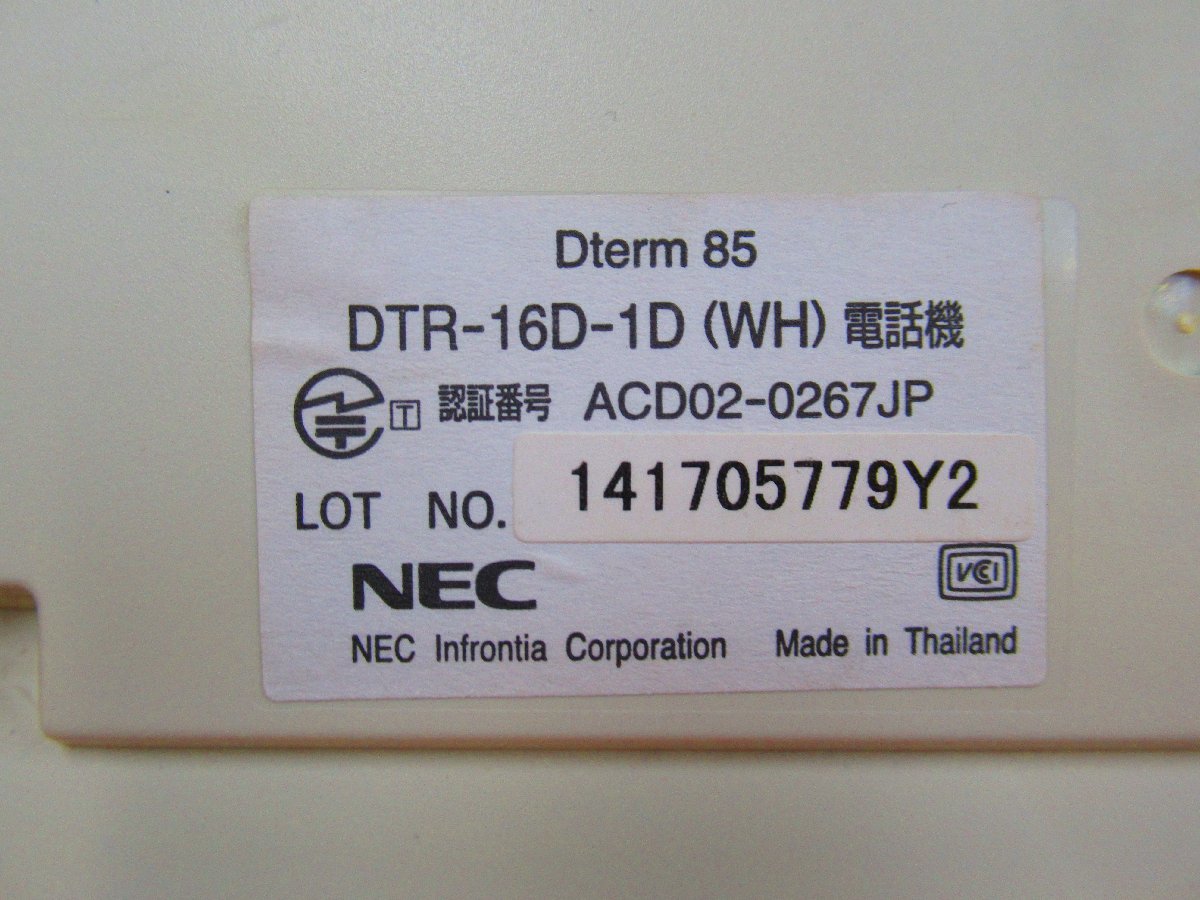 Dterm 85
DTR-16D-1D (WH) 電話機
T 認証番号 ACD02-0267JP
LOT NO. 141705779Y2
NEC VCCI
NEC Infrontia Corporation Made in Thailand